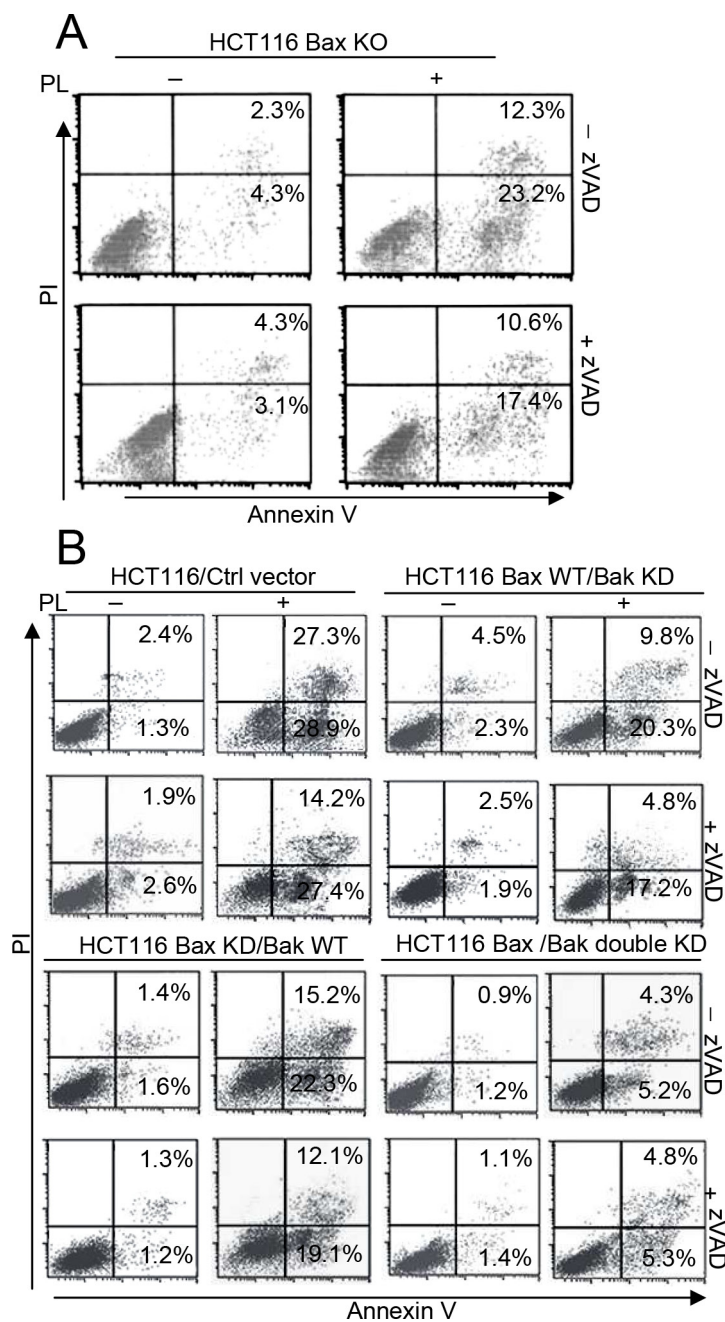 A
HCT116 Bax KO
PL – +
2.3% 12.3%
4.3% 23.2%
– zVAD
4.3% 10.6%
3.1% 17.4%
+ zVAD
PI
Annexin V
B
HCT116/Ctrl vector HCT116 Bax WT/Bak KD
PL – + – +
2.4% 27.3% 4.5% 9.8%
1.3% 28.9% 2.3% 20.3%
– zVAD
1.9% 14.2% 2.5% 4.8%
2.6% 27.4% 1.9% 17.2%
+ zVAD
PI
HCT116 Bax KD/Bak WT HCT116 Bax /Bak double KD
1.4% 15.2% 0.9% 4.3%
1.6% 22.3% 1.2% 5.2%
– zVAD
1.3% 12.1% 1.1% 4.8%
1.2% 19.1% 1.4% 5.3%
+ zVAD
Annexin V